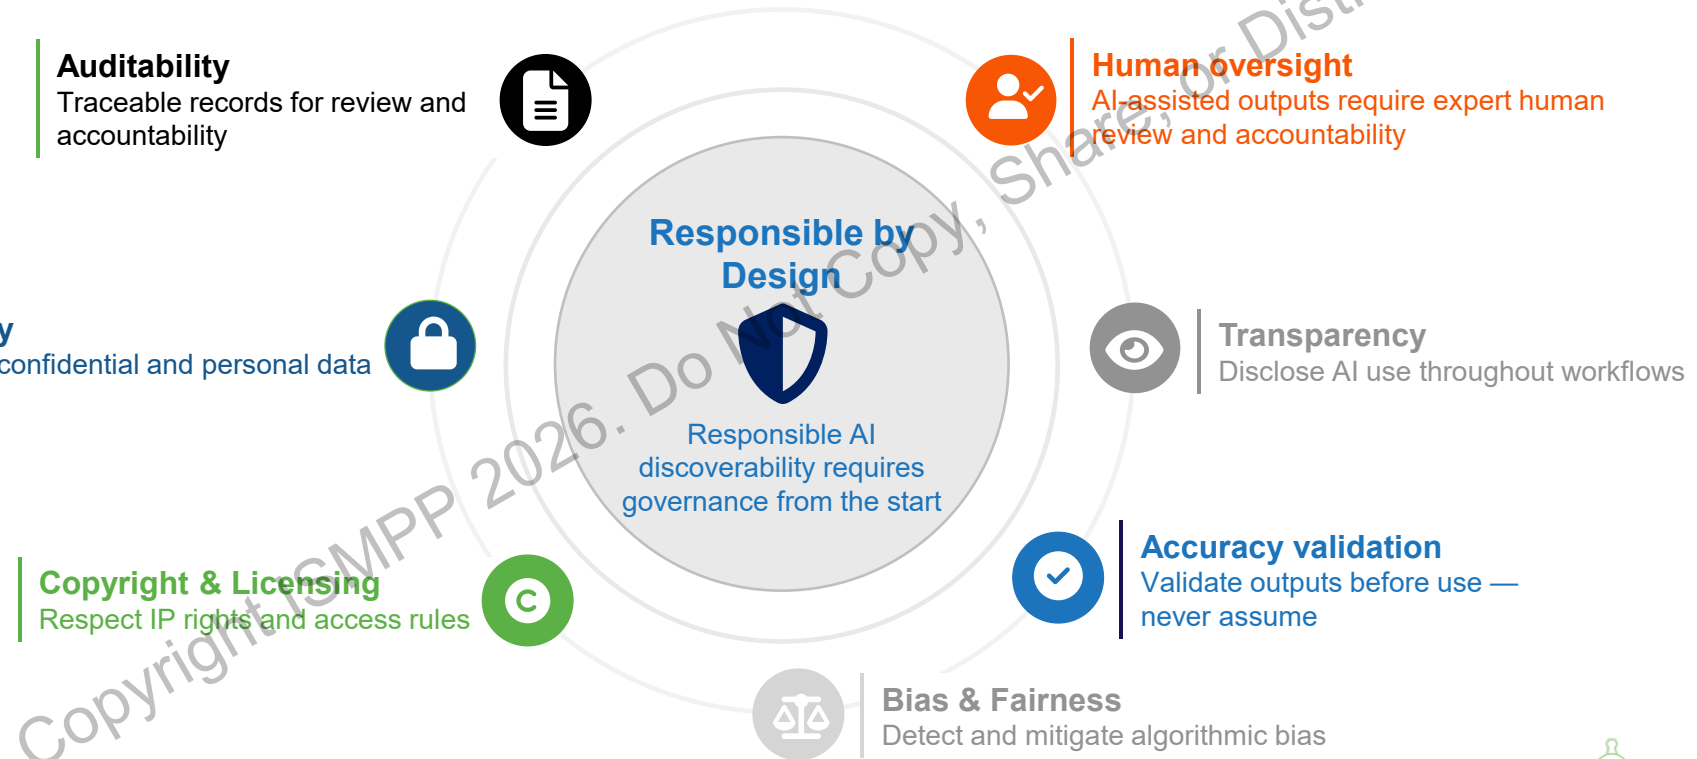 Auditability
Traceable records for review and
accountability
Human oversight
AI-assisted outputs require expert human
review and accountability
Responsible by
Design
Responsible AI
discoverability requires
governance from the start
y
confidential and personal data
Transparency
Disclose AI use throughout workflows
Copyright & Licensing
Respect IP rights and access rules
C
Accuracy validation
Validate outputs before use —
never assume
Bias & Fairness
Detect and mitigate algorithmic bias
Copyright ISMPP 2026. Do Not Copy, Share, or Distr